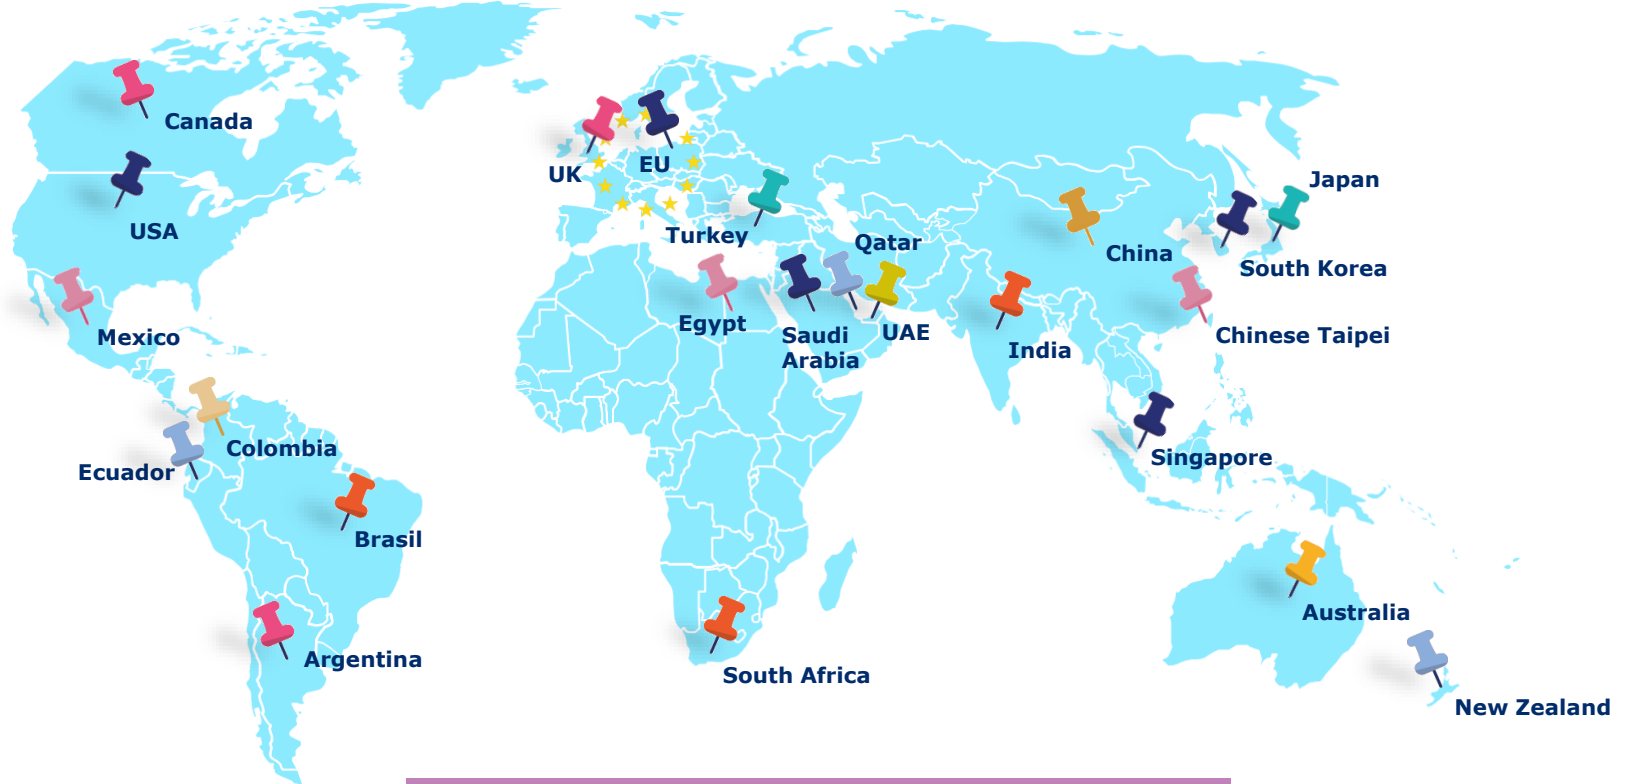 Canada
UK
EU
Japan
USA
Turkey
Qatar
China
South Korea
Mexico
Egypt
Saudi
Arabia
UAE
India
Chinese Taipei
Colombia
Ecuador
Singapore
Brasil
Australia
Argentina
South Africa
New Zealand